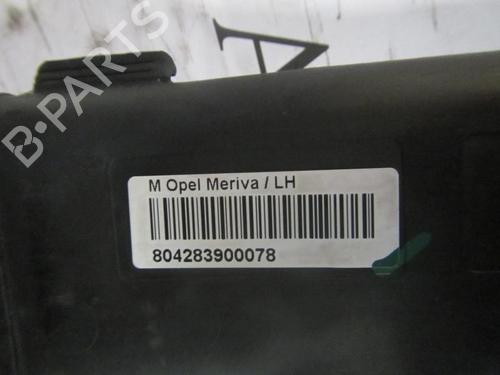 B-PARTS
M Opel Meriva / LH
804283900078